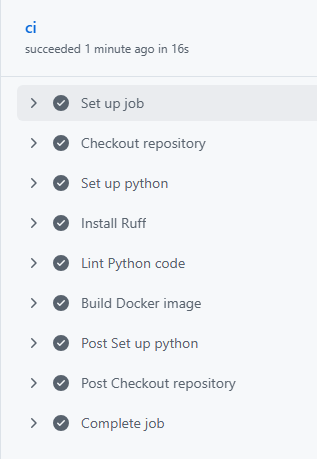 ci
succeeded 1 minute ago in 16s
Set up job
Checkout repository
Set up python
Install Ruff
Lint Python code
Build Docker image
Post Set up python
Post Checkout repository
Complete job